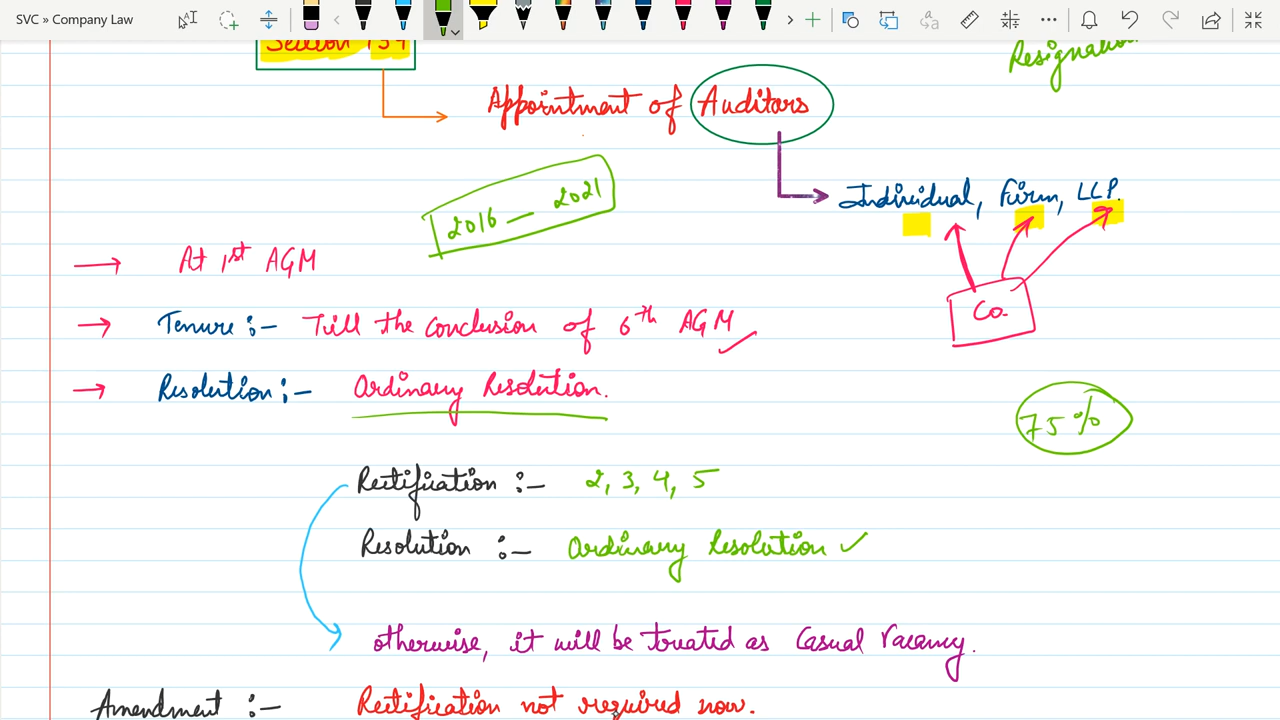 SVC » Company Law
Section 139
Resignation
Appointment of Auditors
2016 — 2021
Individual, Firm, LLP.
→ At 1st AGM
Co.
→ Tenure :- Till the conclusion of 6th AGM
→ Resolution :- Ordinary Resolution.
75%
Rectification :- 2, 3, 4, 5
Resolution :- Ordinary Resolution ✓
otherwise, it will be treated as Casual Vacancy.
Amendment :- Rectification not required now.